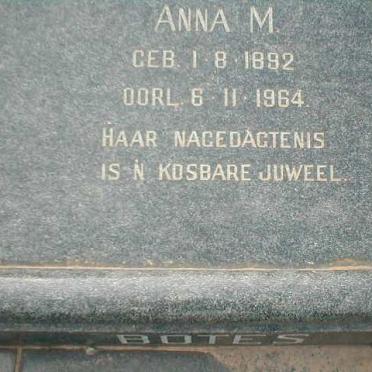 ANNA M.
GEB. 1·8·1892
OORL. 6·11·1964.
HAAR NAGEDAGTENIS
IS 'N KOSBARE JUWEEL.
BOTES